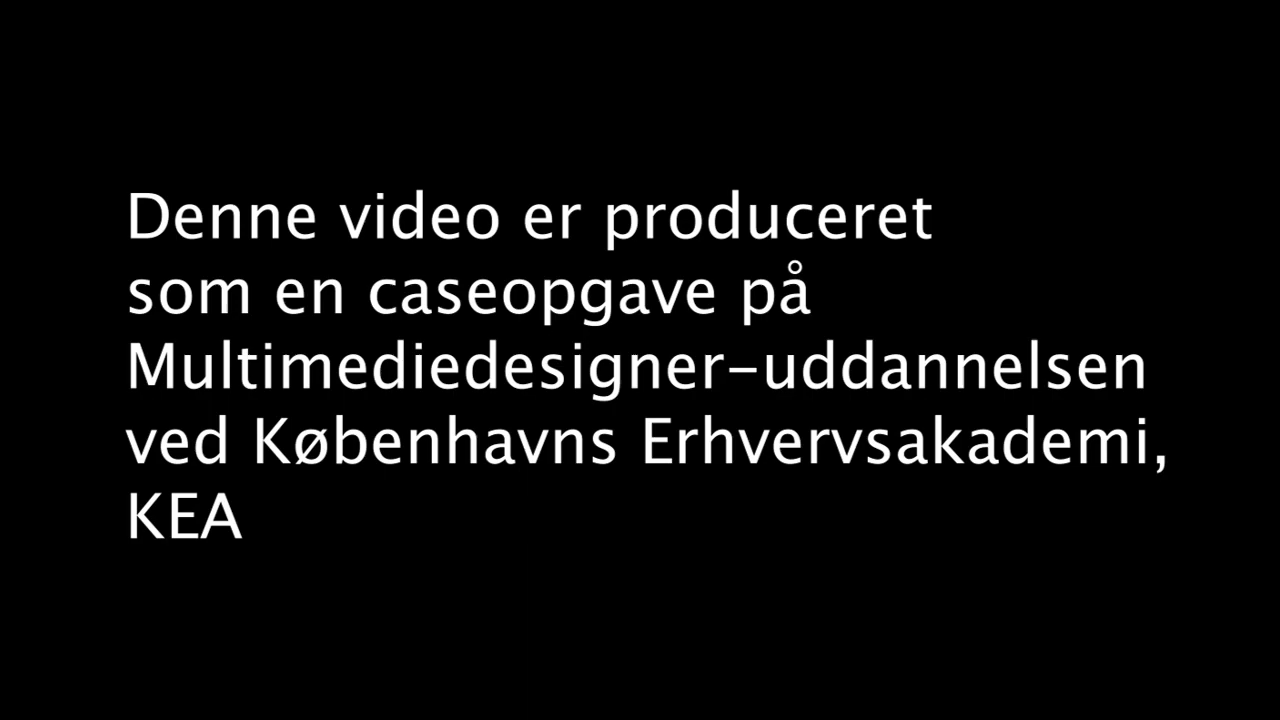 Denne video er produceret
som en caseopgave på
Multimediedesigner-uddannelsen
ved Københavns Erhvervsakademi,
KEA